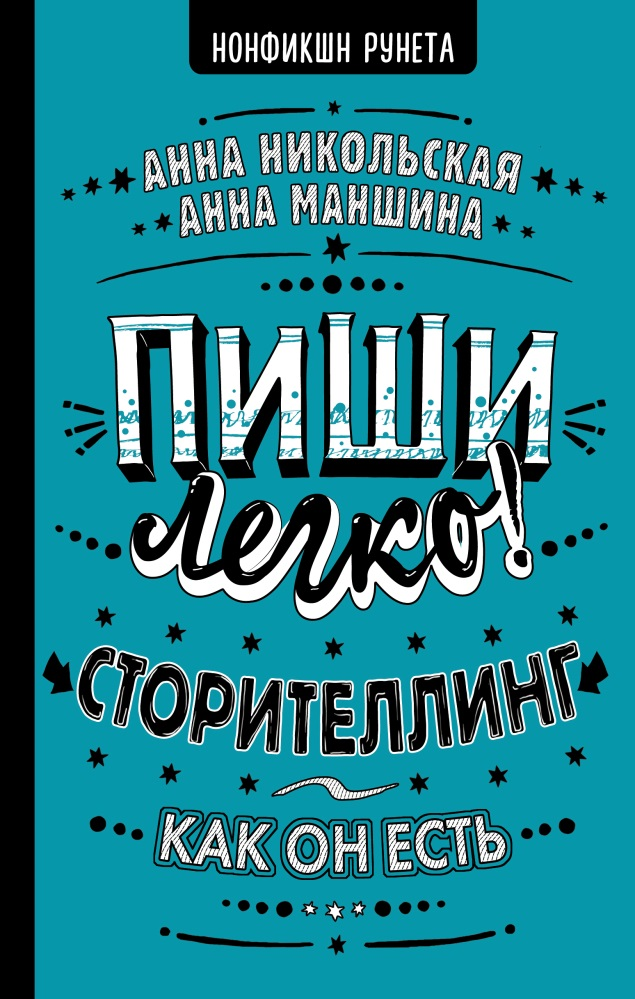 НОНФИКШН РУНЕТА
АННА НИКОЛЬСКАЯ
АННА МАНШИНА
ПИШИ
легко!
СТОРИТЕЛЛИНГ
КАК ОН ЕСТЬ